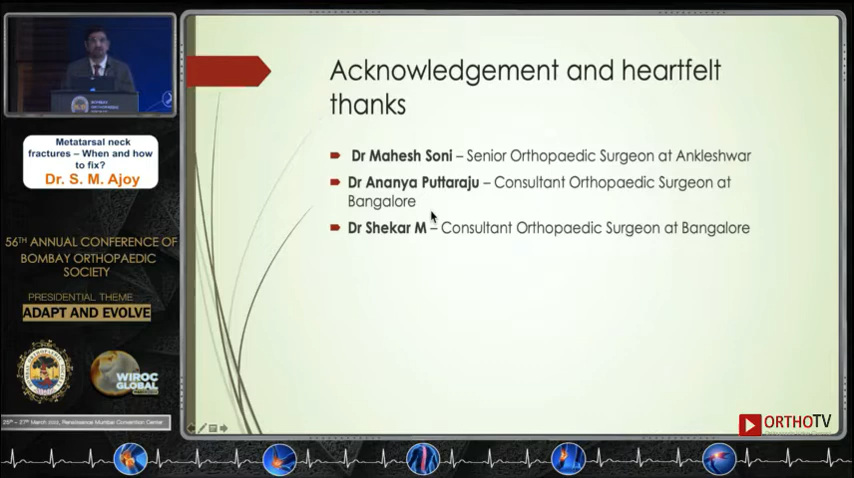 Acknowledgement and heartfelt
thanks
Dr Mahesh Soni – Senior Orthopaedic Surgeon at Ankleshwar
Dr Ananya Puttaraju – Consultant Orthopaedic Surgeon at
Bangalore
Dr Shekar M – Consultant Orthopaedic Surgeon at Bangalore
Metatarsal neck
fractures – When and how
to fix?
Dr. S. M. Ajoy
56TH ANNUAL CONFERENCE OF
BOMBAY ORTHOPAEDIC
SOCIETY
PRESIDENTIAL THEME
ADAPT AND EVOLVE
WIROC
GLOBAL
25th – 27th March 2022, Renaissance Mumbai Convention Center
ORTHOTV